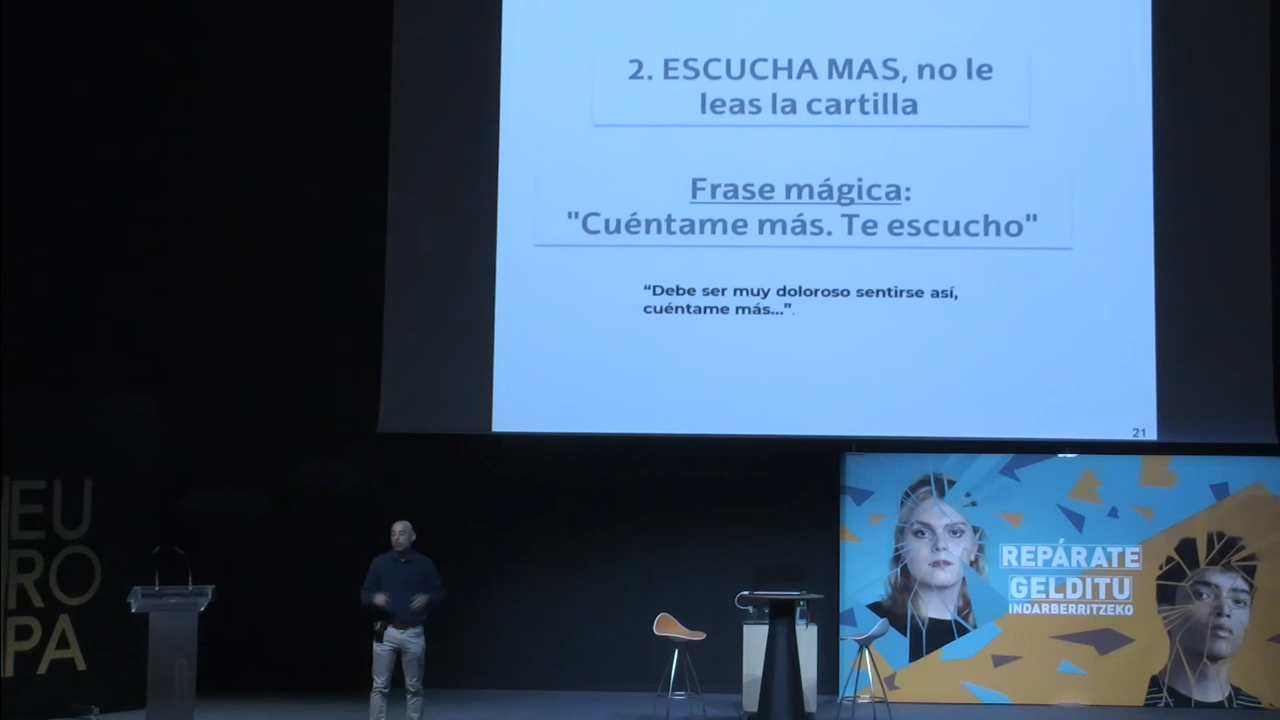 2. ESCUCHA MAS, no le
leas la cartilla
Frase mágica:
"Cuéntame más. Te escucho"
“Debe ser muy doloroso sentirse así,
cuéntame más...”.
21
EU
RO
PA
REPÁRATE
GELDITU
INDARBERRITZEKO